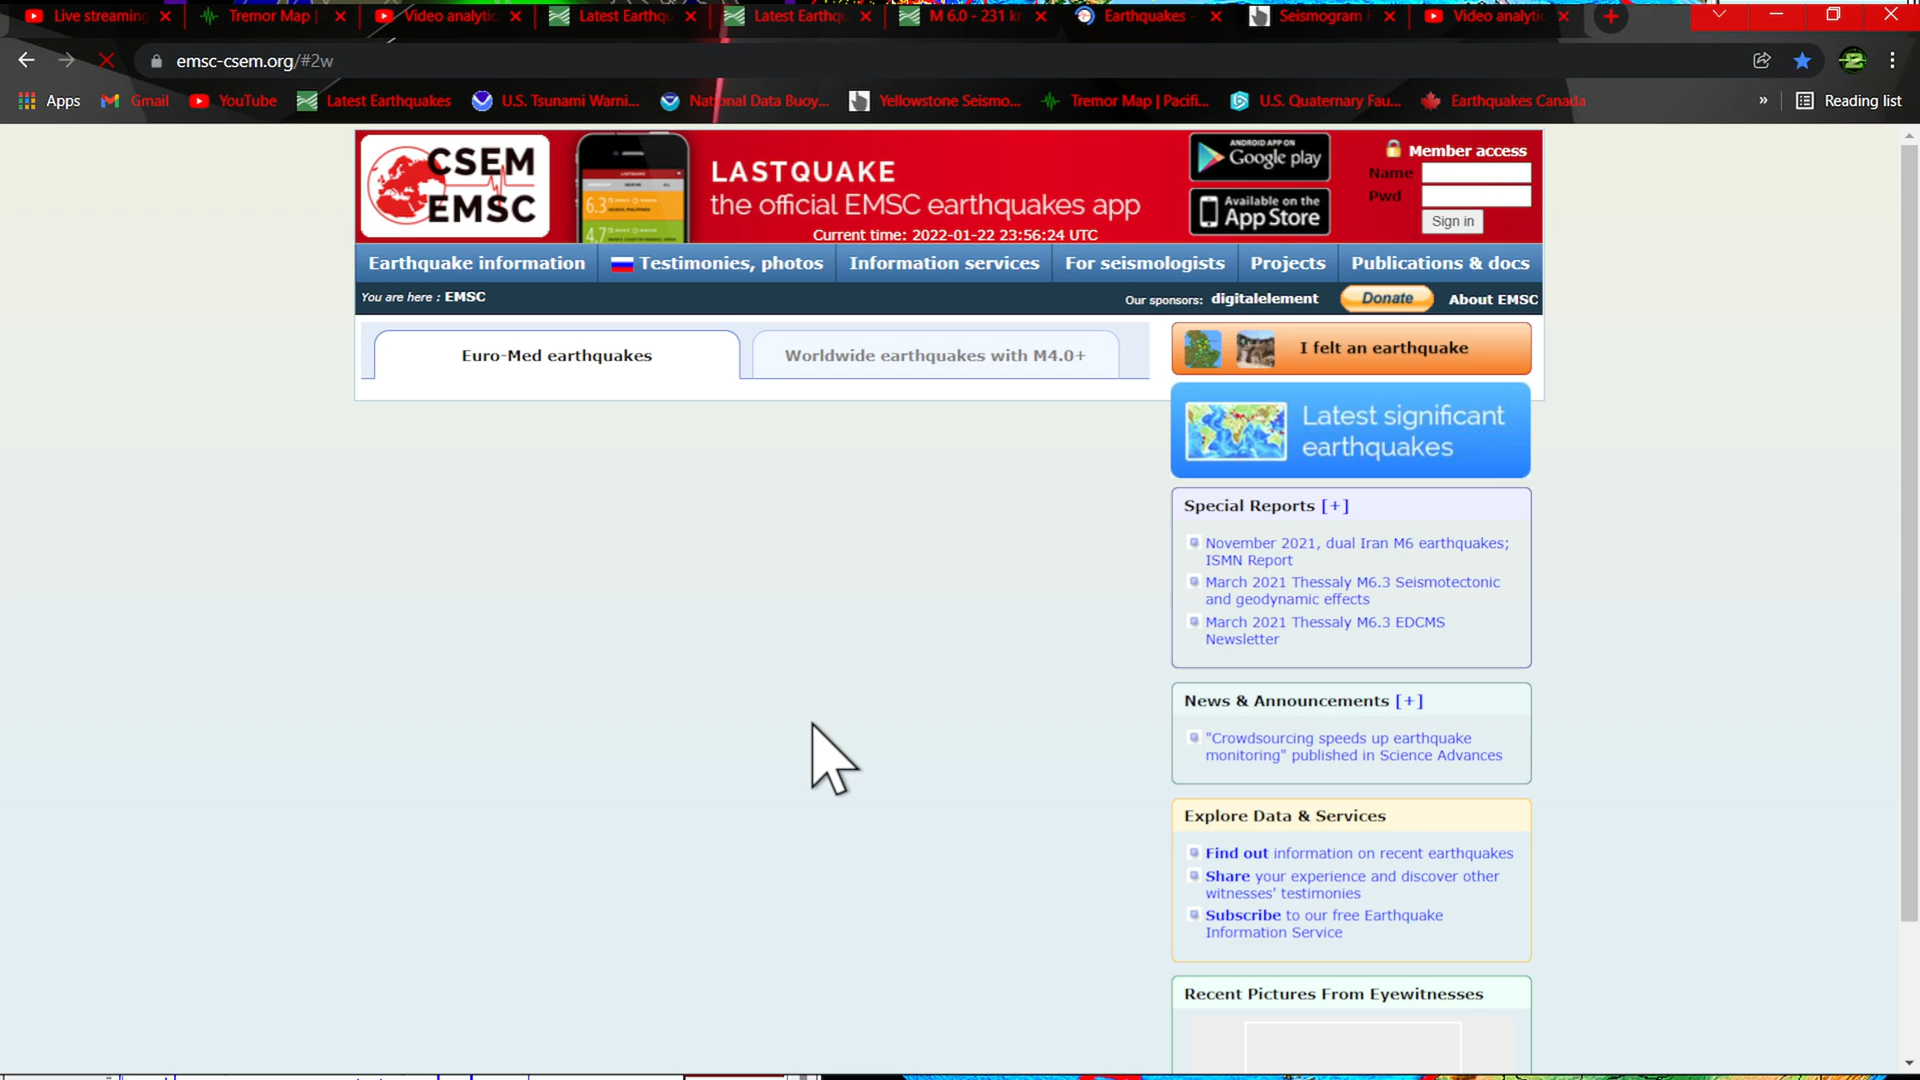 Live streaming
Tremor Map |
Video analytic
Latest Earthqu
Latest Earthqu
M 6.0 - 231 kr
Earthquakes -
Seismogram
Video analytic
emsc-csem.org/#2w
Apps
Gmail
YouTube
Latest Earthquakes
U.S. Tsunami Warni...
National Data Buoy...
Yellowstone Seismo...
Tremor Map | Pacifi...
U.S. Quaternary Fau...
Earthquakes Canada
»
Reading list
CSEM
EMSC
LASTQUAKE
the official EMSC earthquakes app
Current time: 2022-01-22 23:56:24 UTC
6.3
4.7
ANDROID APP ON
Google play
Available on the
App Store
Member access
Name
Pwd
Sign in
Earthquake information
Testimonies, photos
Information services
For seismologists
Projects
Publications & docs
You are here : EMSC
Our sponsors: digitalelement
Donate
About EMSC
Euro-Med earthquakes
Worldwide earthquakes with M4.0+
I felt an earthquake
Latest significant
earthquakes
Special Reports [+]
November 2021, dual Iran M6 earthquakes;
ISMN Report
March 2021 Thessaly M6.3 Seismotectonic
and geodynamic effects
March 2021 Thessaly M6.3 EDCMS
Newsletter
News & Announcements [+]
"Crowdsourcing speeds up earthquake
monitoring" published in Science Advances
Explore Data & Services
Find out information on recent earthquakes
Share your experience and discover other
witnesses' testimonies
Subscribe to our free Earthquake
Information Service
Recent Pictures From Eyewitnesses